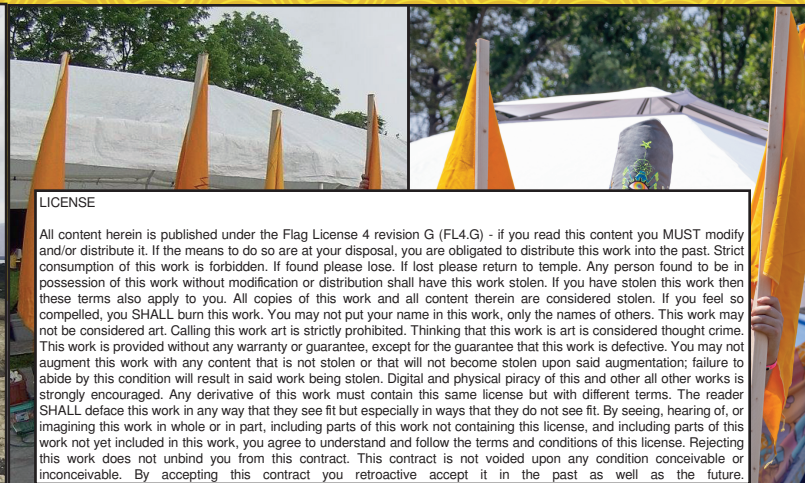 LICENSE
All content herein is published under the Flag License 4 revision G (FL4.G) - if you read this content you MUST modify
and/or distribute it. If the means to do so are at your disposal, you are obligated to distribute this work into the past. Strict
consumption of this work is forbidden. If found please lose. If lost please return to temple. Any person found to be in
possession of this work without modification or distribution shall have this work stolen. If you have stolen this work then
these terms also apply to you. All copies of this work and all content therein are considered stolen. If you feel so
compelled, you SHALL burn this work. You may not put your name in this work, only the names of others. This work may
not be considered art. Calling this work art is strictly prohibited. Thinking that this work is art is considered thought crime.
This work is provided without any warranty or guarantee, except for the guarantee that this work is defective. You may not
augment this work with any content that is not stolen or that will not become stolen upon said augmentation; failure to
abide by this condition will result in said work being stolen. Digital and physical piracy of this and other all other works is
strongly encouraged. Any derivative of this work must contain this same license but with different terms. The reader
SHALL deface this work in any way that they see fit but especially in ways that they do not see fit. By seeing, hearing of, or
imagining this work in whole or in part, including parts of this work not containing this license, and including parts of this
work not yet included in this work, you agree to understand and follow the terms and conditions of this license. Rejecting
this work does not unbind you from this contract. This contract is not voided upon any condition conceivable or
inconceivable. By accepting this contract you retroactive accept it in the past as well as the future.